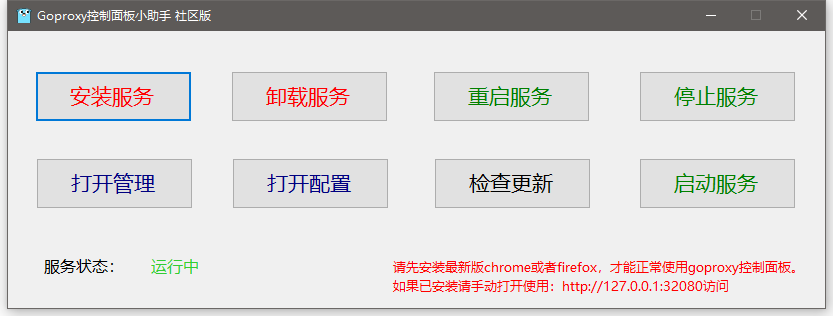 Goproxy控制面板小助手 社区版
安装服务 卸载服务 重启服务 停止服务
打开管理 打开配置 检查更新 启动服务
服务状态： 运行中
请先安装最新版chrome或者firefox，才能正常使用goproxy控制面板。
如果已安装请手动打开使用：http://127.0.0.1:32080访问